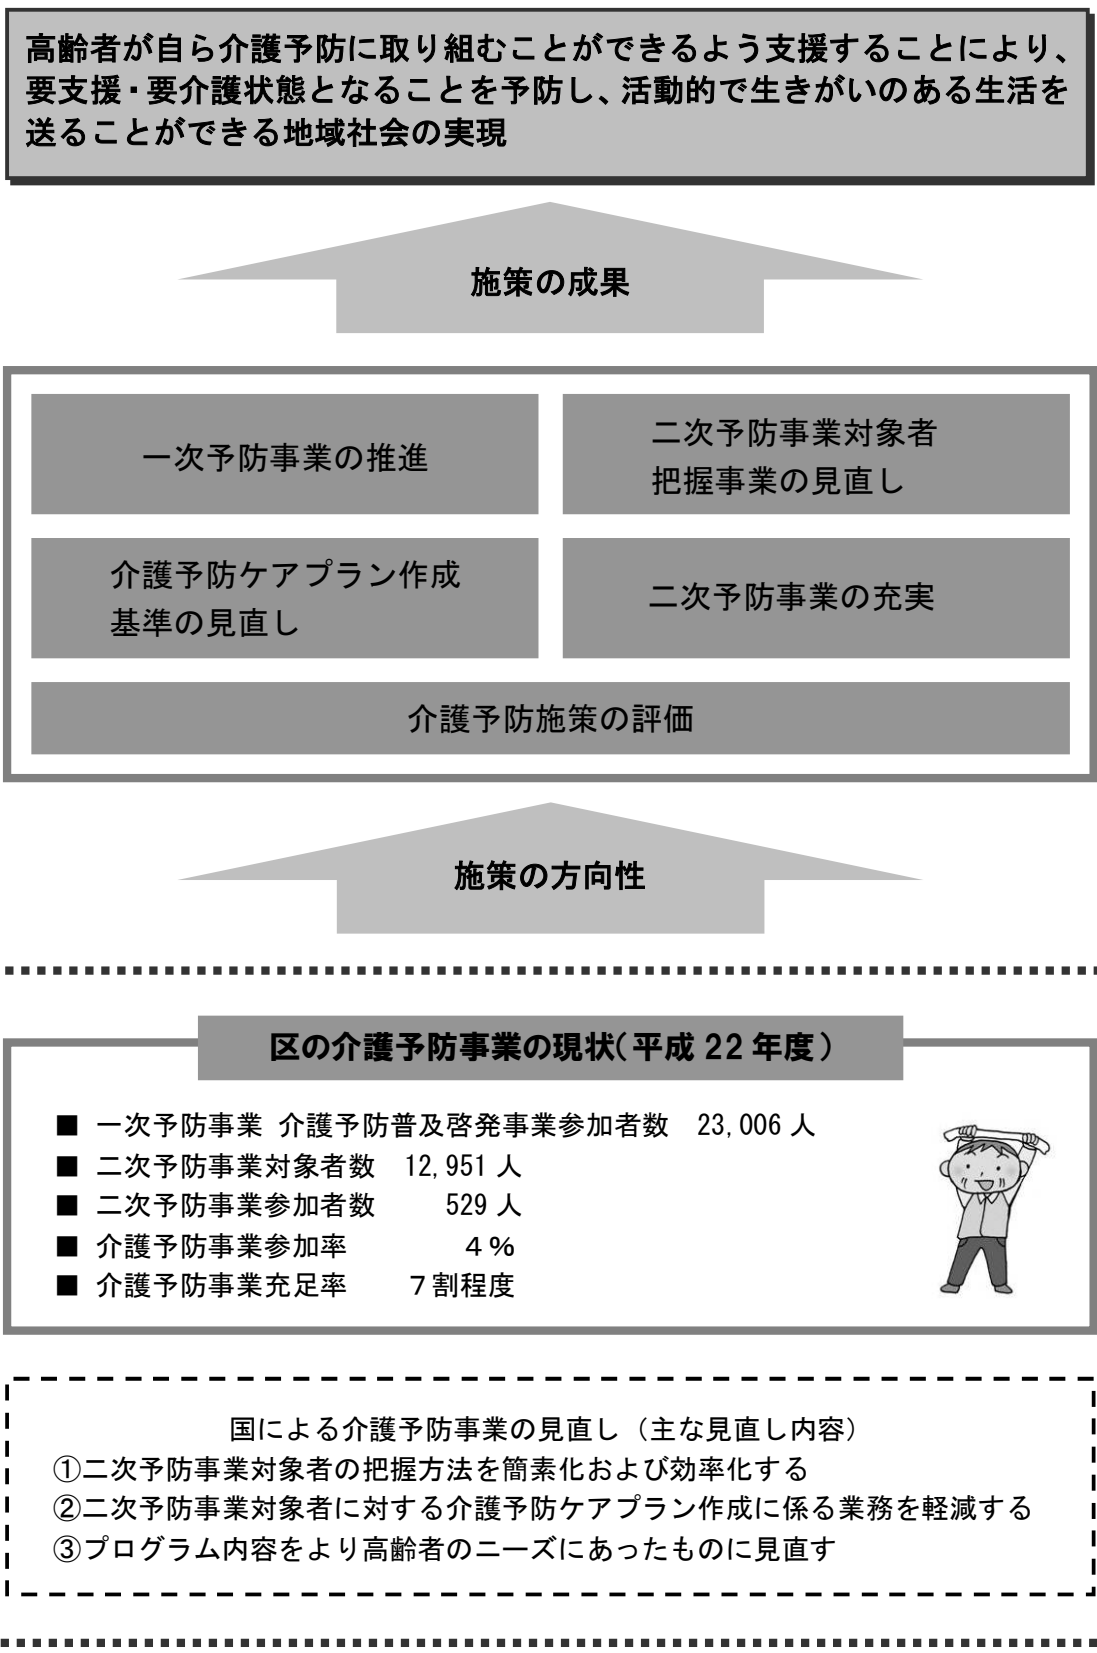 高齢者が自ら介護予防に取り組むことができるよう支援することにより、
要支援・要介護状態となることを予防し、活動的で生きがいのある生活を
送ることができる地域社会の実現
施策の成果
一次予防事業の推進
二次予防事業対象者
把握事業の見直し
介護予防ケアプラン作成
基準の見直し
二次予防事業の充実
介護予防施策の評価
施策の方向性
区の介護予防事業の現状(平成 22 年度)
■ 一次予防事業 介護予防普及啓発事業参加者数 23,006 人
■ 二次予防事業対象者数 12,951 人
■ 二次予防事業参加者数 529 人
■ 介護予防事業参加率 4%
■ 介護予防事業充足率 7割程度
国による介護予防事業の見直し（主な見直し内容）
①二次予防事業対象者の把握方法を簡素化および効率化する
②二次予防事業対象者に対する介護予防ケアプラン作成に係る業務を軽減する
③プログラム内容をより高齢者のニーズにあったものに見直す